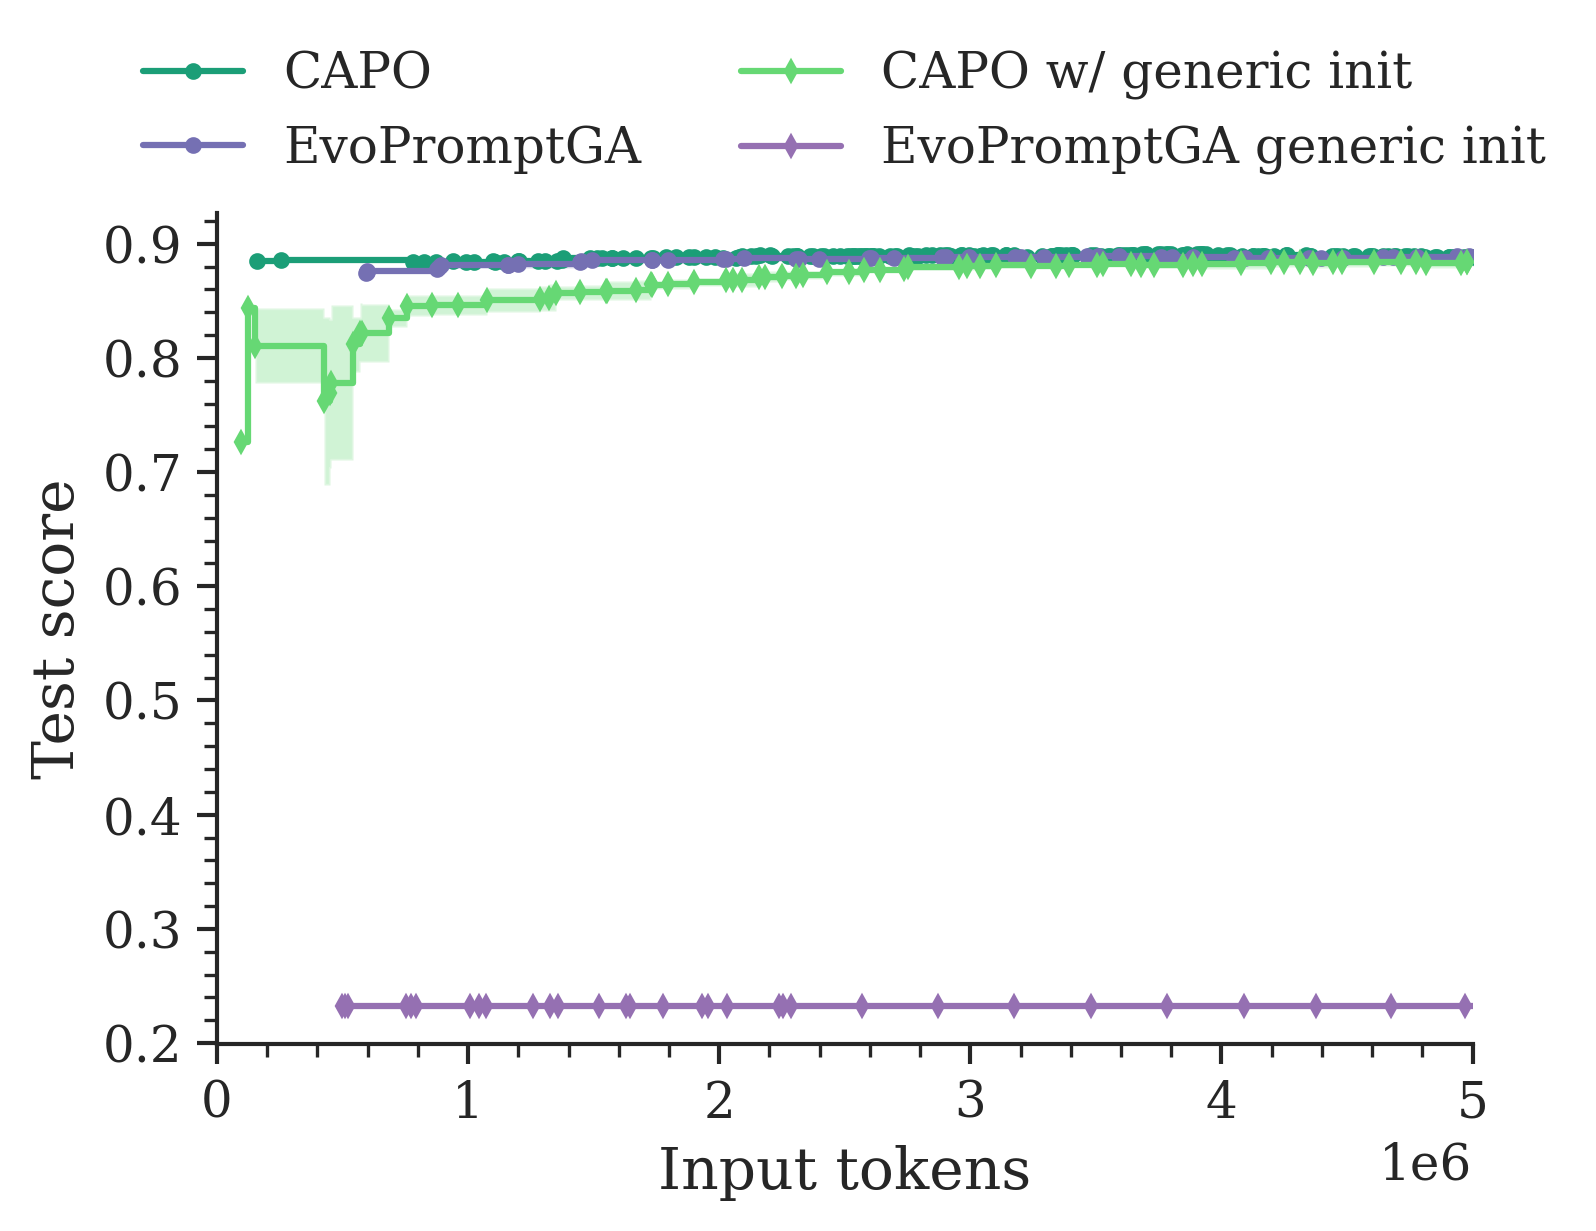 CAPO
CAPO w/ generic init
EvoPromptGA
EvoPromptGA generic init
0.9
0.8
0.7
0.6
0.5
0.4
0.3
0.2
Test score
0 1 2 3 4 5
1e6
Input tokens